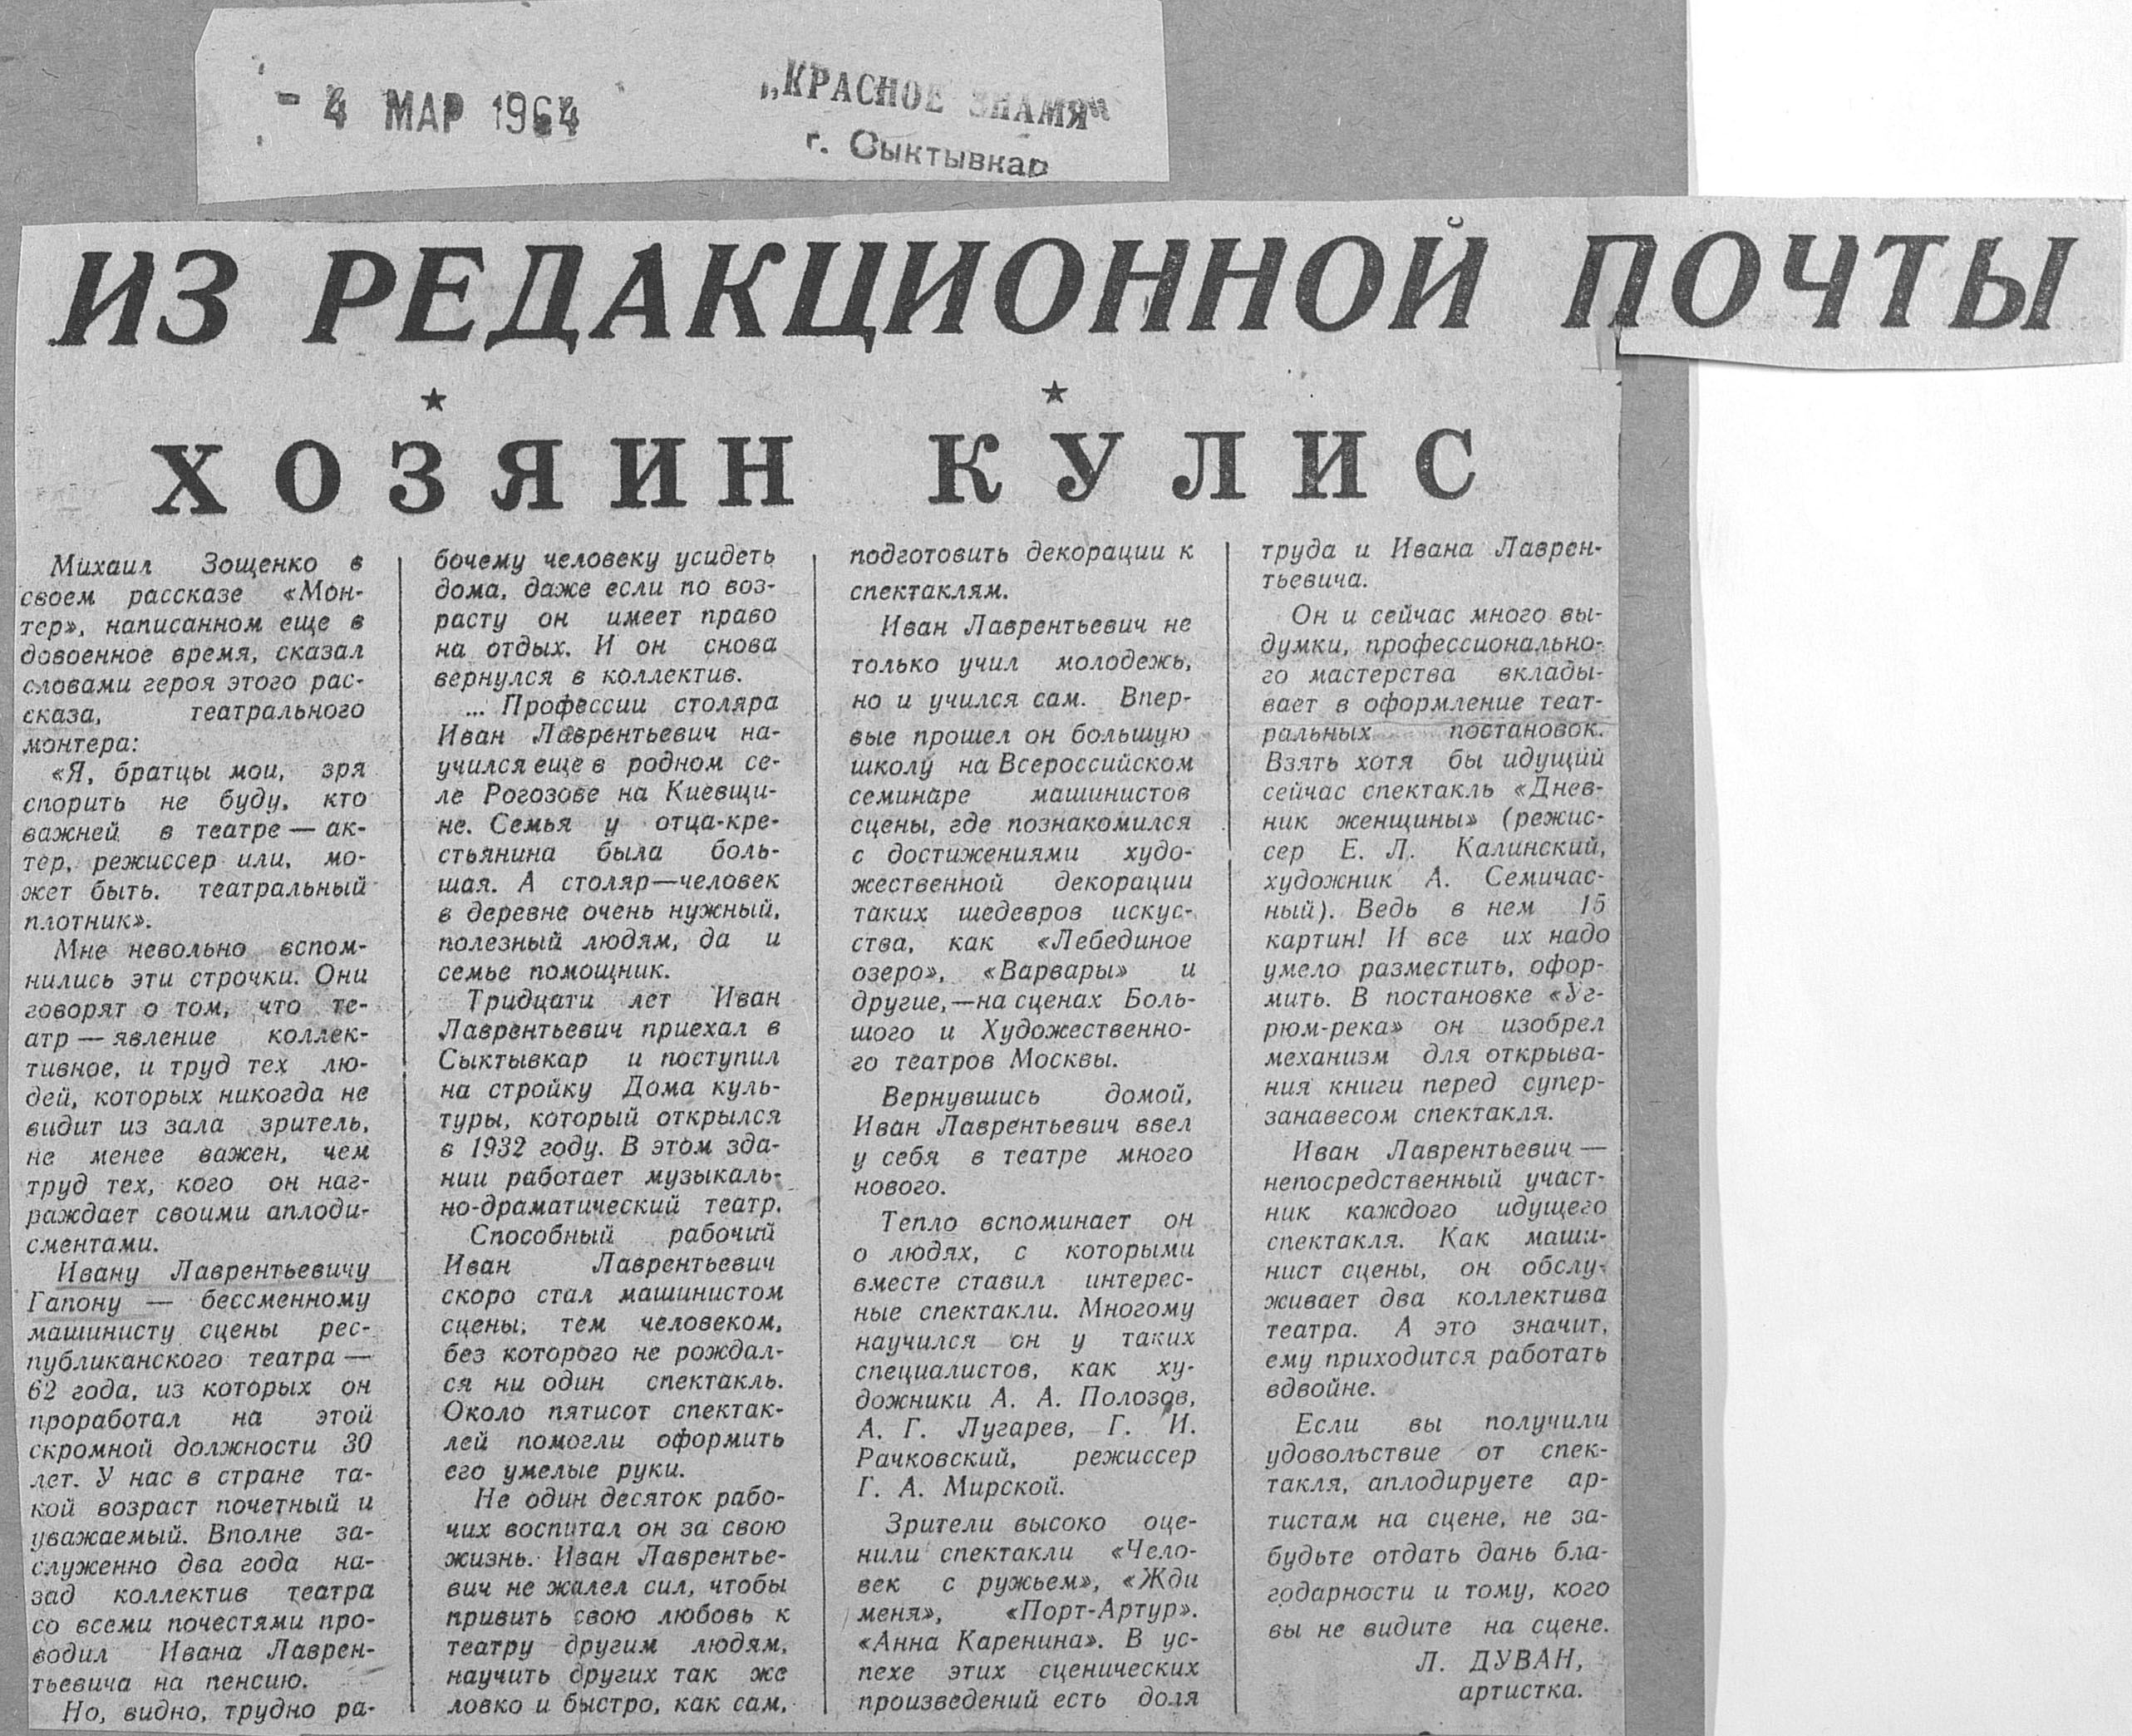 - 4 МАР 1964
„КРАСНОЕ ЗНАМЯ“
г. Сыктывкар
ИЗ РЕДАКЦИОННОЙ ПОЧТЫ
★ ★
ХОЗЯИН КУЛИС
Михаил Зощенко в
своем рассказе «Мон-
тер», написанном еще в
довоенное время, сказал
словами героя этого рас-
сказа, театрального
монтера:
«Я, братцы мои, зря
спорить не буду, кто
важней в театре — ак-
тер, режиссер или, мо-
жет быть, театральный
плотник».
Мне невольно вспом-
нились эти строчки. Они
говорят о том, что те-
атр — явление коллек-
тивное, и труд тех лю-
дей, которых никогда не
видит из зала зритель,
не менее важен, чем
труд тех, кого он наг-
раждает своими аплоди-
сментами.
Ивану Лаврентьевичу
Гапону — бессменному
машинисту сцены рес-
публиканского театра —
62 года, из которых он
проработал на этой
скромной должности 30
лет. У нас в стране та-
кой возраст почетный и
уважаемый. Вполне за-
служенно два года на-
зад коллектив театра
со всеми почестями про-
водил Ивана Лаврен-
тьевича на пенсию.
Но, видно, трудно ра-
бочему человеку усидеть
дома, даже если по воз-
расту он имеет право
на отдых. И он снова
вернулся в коллектив.
... Профессии столяра
Иван Лаврентьевич на-
учился еще в родном се-
ле Рогозове на Киевщи-
не. Семья у отца-кре-
стьянина была боль-
шая. А столяр—человек
в деревне очень нужный,
полезный людям, да и
семье помощник.
Тридцати лет Иван
Лаврентьевич приехал в
Сыктывкар и поступил
на стройку Дома куль-
туры, который открылся
в 1932 году. В этом зда-
нии работает музыкаль-
но-драматический театр.
Способный рабочий
Иван Лаврентьевич
скоро стал машинистом
сцены, тем человеком,
без которого не рождал-
ся ни один спектакль.
Около пятисот спектак-
лей помогли оформить
его умелые руки.
Не один десяток рабо-
чих воспитал он за свою
жизнь. Иван Лаврентье-
вич не жалел сил, чтобы
привить свою любовь к
театру другим людям,
научить других так же
ловко и быстро, как сам,
подготовить декорации к
спектаклям.
Иван Лаврентьевич не
только учил молодежь,
но и учился сам. Впер-
вые прошел он большую
школу на Всероссийском
семинаре машинистов
сцены, где познакомился
с достижениями худо-
жественной декорации
таких шедевров искус-
ства, как «Лебединое
озеро», «Варвары» и
другие,—на сценах Боль-
шого и Художественно-
го театров Москвы.
Вернувшись домой,
Иван Лаврентьевич ввел
у себя в театре много
нового.
Тепло вспоминает он
о людях, с которыми
вместе ставил интерес-
ные спектакли. Многому
научился он у таких
специалистов, как ху-
дожники А. А. Полозов,
А. Г. Лугарев, Г. И.
Рачковский, режиссер
Г. А. Мирской.
Зрители высоко оце-
нили спектакли «Чело-
век с ружьем», «Жди
меня», «Порт-Артур».
«Анна Каренина». В ус-
пехе этих сценических
произведений есть доля
труда и Ивана Лаврен-
тьевича.
Он и сейчас много вы-
думки, профессионально-
го мастерства вклады-
вает в оформление теат-
ральных постановок.
Взять хотя бы идущий
сейчас спектакль «Днев-
ник женщины» (режис-
сер Е. Л. Калинский,
художник А. Семичас-
ный). Ведь в нем 15
картин! И все их надо
умело разместить, офор-
мить. В постановке «Уг-
рюм-река» он изобрел
механизм для открыва-
ния книги перед супер-
занавесом спектакля.
Иван Лаврентьевич —
непосредственный участ-
ник каждого идущего
спектакля. Как маши-
нист сцены, он обслу-
живает два коллектива
театра. А это значит,
ему приходится работать
вдвойне.
Если вы получили
удовольствие от спек-
такля, аплодируете ар-
тистам на сцене, не за-
будьте отдать дань бла-
годарности и тому, кого
вы не видите на сцене.
Л. ДУВАН,
артистка.